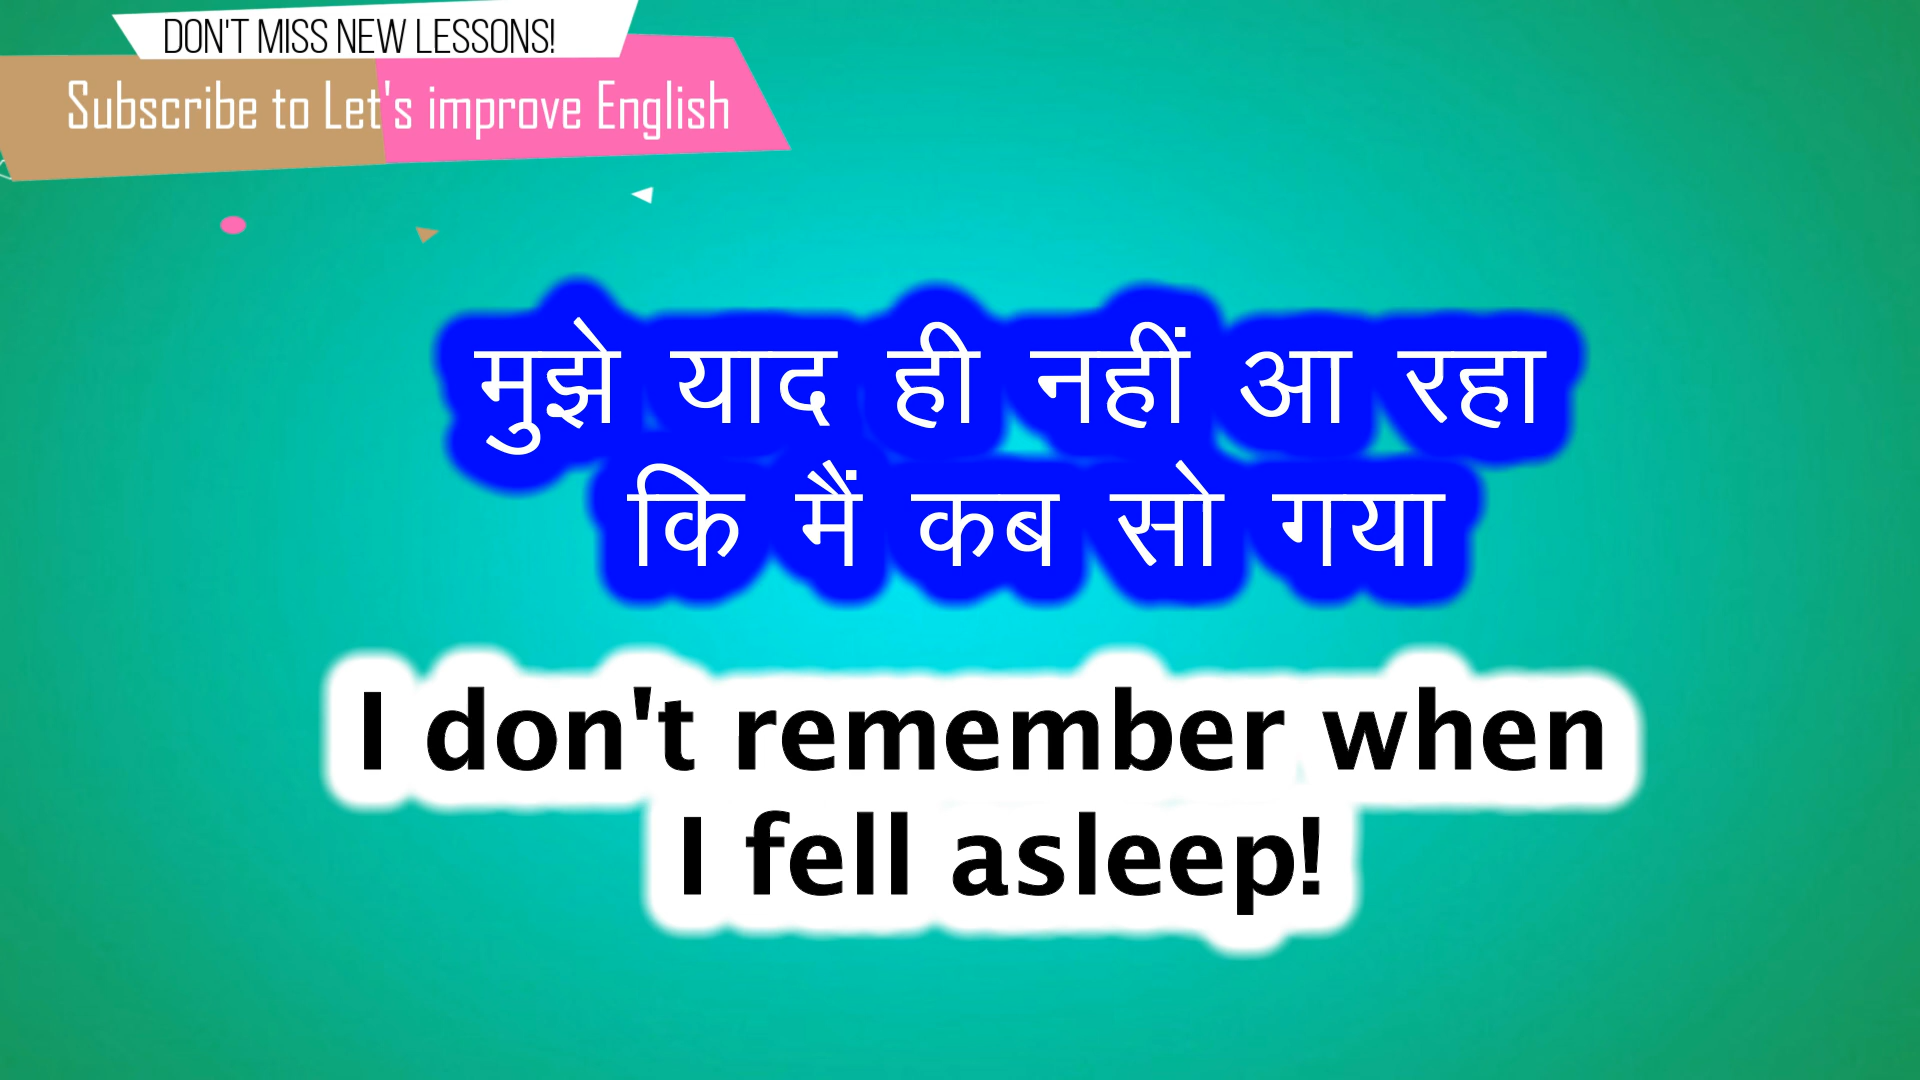 DON'T MISS NEW LESSONS!
Subscribe to Let's improve English
मुझे याद ही नहीं आ रहा
कि मैं कब सो गया
I don't remember when
I fell asleep!